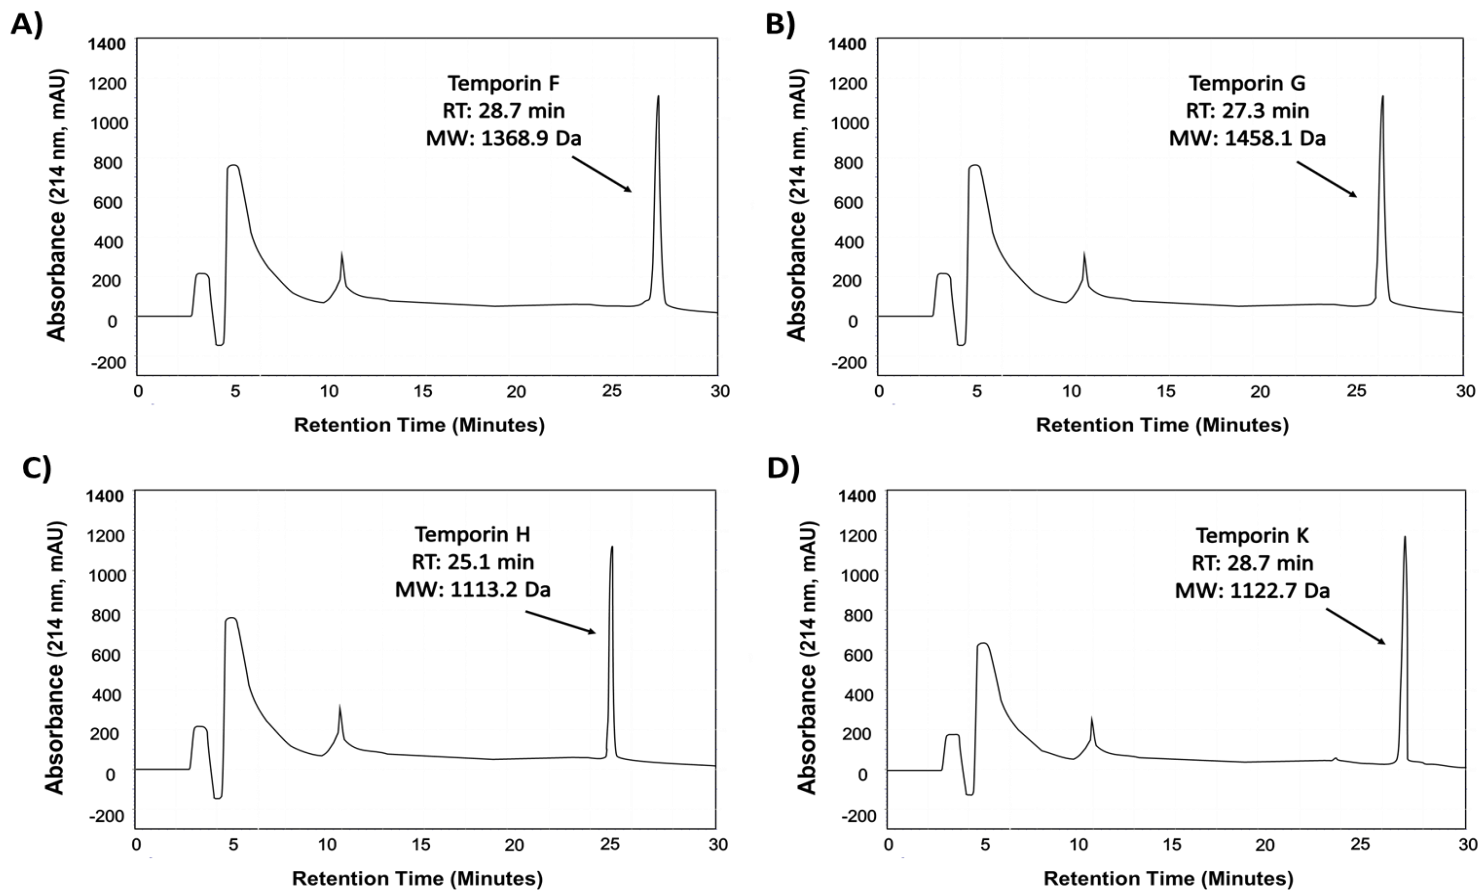 A)
1400
1200
1000
800
600
400
200
0
-200
Absorbance (214 nm, mAU)
Temporin F
RT: 28.7 min
MW: 1368.9 Da
0 5 10 15 20 25 30
Retention Time (Minutes)
B)
1400
1200
1000
800
600
400
200
0
-200
Absorbance (214 nm, mAU)
Temporin G
RT: 27.3 min
MW: 1458.1 Da
0 5 10 15 20 25 30
Retention Time (Minutes)
C)
1400
1200
1000
800
600
400
200
0
-200
Absorbance (214 nm, mAU)
Temporin H
RT: 25.1 min
MW: 1113.2 Da
0 5 10 15 20 25 30
Retention Time (Minutes)
D)
1400
1200
1000
800
600
400
200
0
-200
Absorbance (214 nm, mAU)
Temporin K
RT: 28.7 min
MW: 1122.7 Da
0 5 10 15 20 25 30
Retention Time (Minutes)